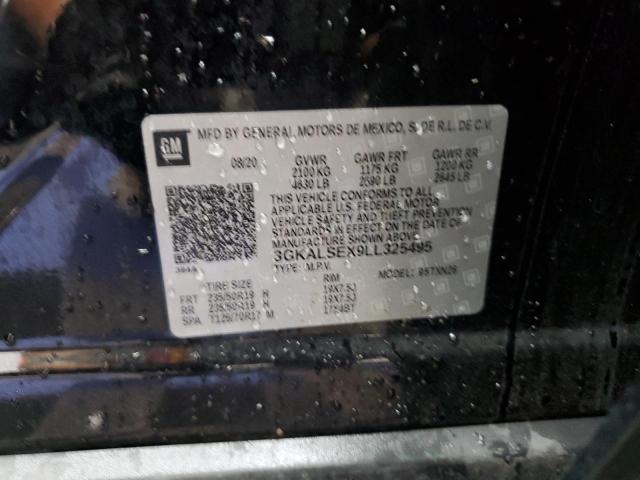 GM
MFD BY GENERAL MOTORS DE MEXICO, S. DE R.L. DE C.V.
08/20 GVWR GAWR FRT GAWR RR
2100 KG 1175 KG 1200 KG
4630 LB 2590 LB 2645 LB
THIS VEHICLE CONFORMS TO ALL
APPLICABLE U.S. FEDERAL MOTOR
VEHICLE SAFETY AND THEFT PREVENTION
STANDARDS IN EFFECT ON THE DATE OF
MANUFACTURE SHOWN ABOVE.
3GKALSEX9LL325495
TYPE: M.P.V. MODEL:
TIRE SIZE RIM
FRT 235/50R19 H 19X7.5J
RR 235/50R19 H 19X7.5J
SPA T125/70R17 M